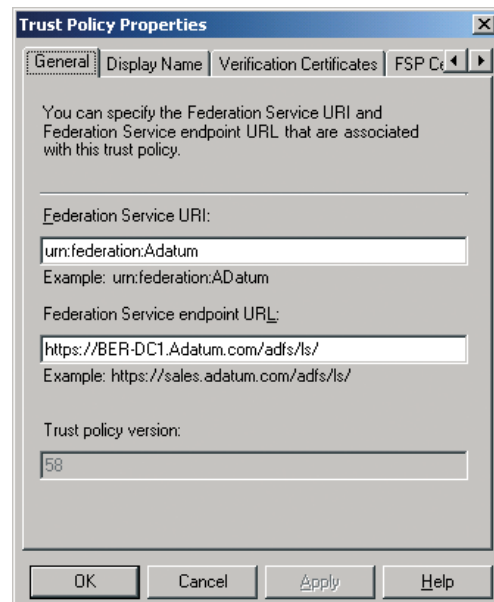 Trust Policy Properties
General
Display Name
Verification Certificates
FSP Ce
You can specify the Federation Service URI and
Federation Service endpoint URL that are associated
with this trust policy.
Federation Service URI:
urn:federation:Adatum
Example: urn:federation:ADatum
Federation Service endpoint URL:
https://BER-DC1.Adatum.com/adfs/ls/
Example: https://sales.adatum.com/adfs/ls/
Trust policy version:
58
OK
Cancel
Apply
Help